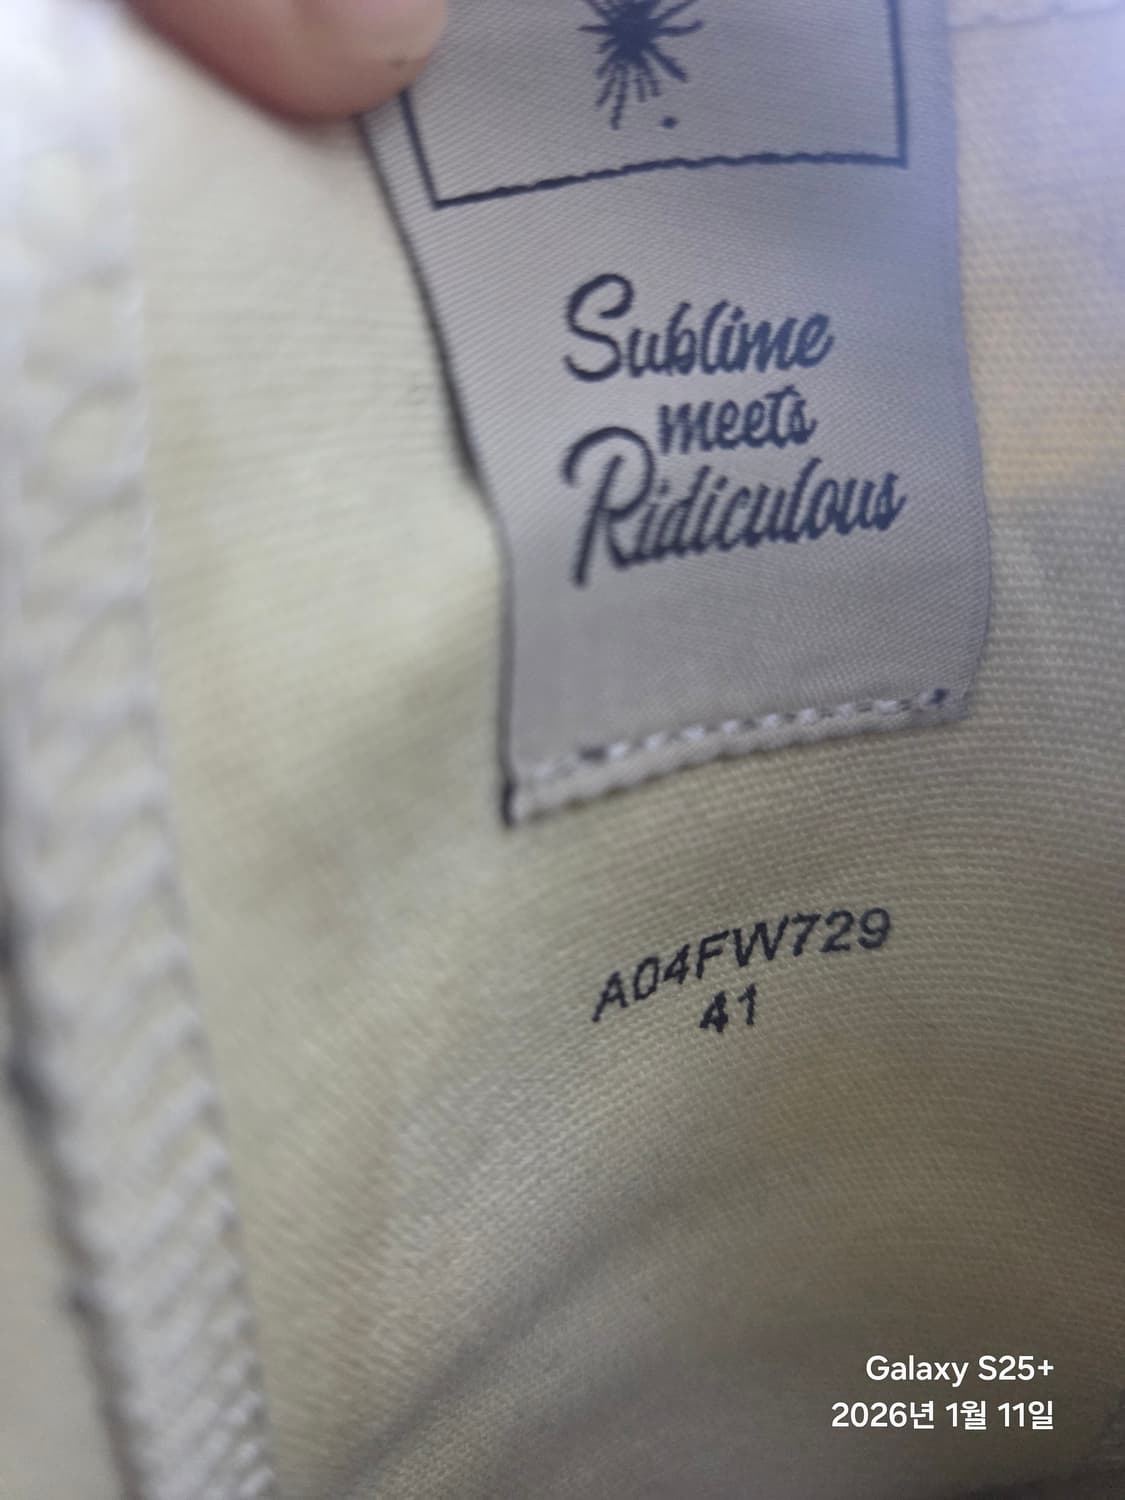 Sublime
meets
Ridiculous
A04FW729
41
Galaxy S25+
2026년 1월 11일